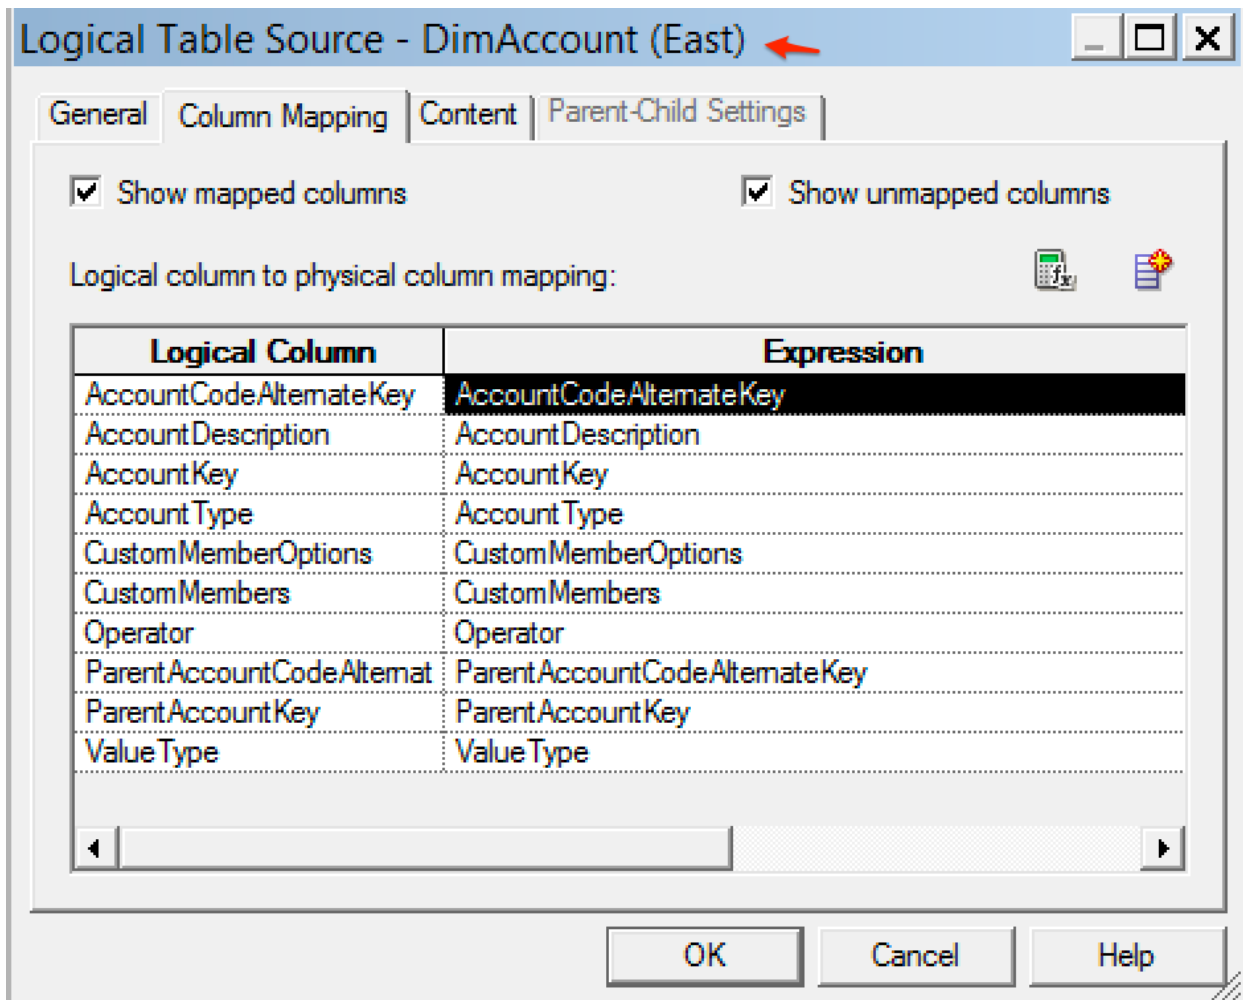 Logical Table Source - DimAccount (East)
General Column Mapping Content Parent-Child Settings
Show mapped columns Show unmapped columns
Logical column to physical column mapping:
Logical Column Expression
AccountCodeAlternateKey AccountCodeAlternateKey
AccountDescription AccountDescription
AccountKey AccountKey
AccountType AccountType
CustomMemberOptions CustomMemberOptions
CustomMembers CustomMembers
Operator Operator
ParentAccountCodeAlternat ParentAccountCodeAlternateKey
ParentAccountKey ParentAccountKey
ValueType ValueType
OK Cancel Help